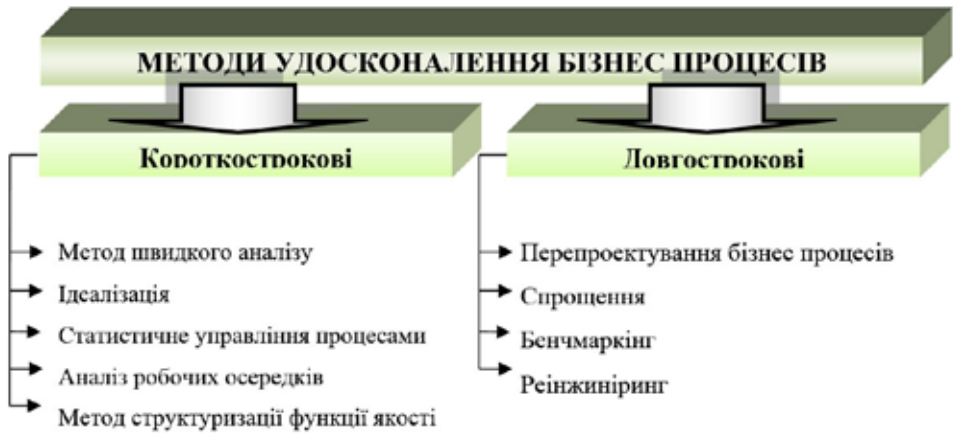 МЕТОДИ УДОСКОНАЛЕННЯ БІЗНЕС ПРОЦЕСІВ
Короткострокові
Метод швидкого аналізу
Ідеалізація
Статистичне управління процесами
Аналіз робочих осередків
Метод структуризації функції якості
Довгострокові
Перепроектування бізнес процесів
Спрощення
Бенчмаркінг
Реінжиніринг